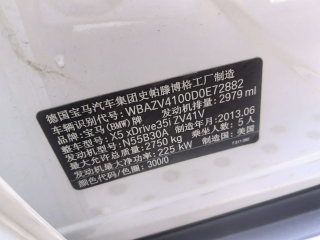 德国宝马汽车集团史帕滕博格工厂制造
车辆识别代号: WBAZV4100D0E72882
发动机排量: 2979 ml
品牌: 宝马(BMW)牌
型号: X5 xDrive35i ZV41V
制造年月: 2013.06
发动机型号: N55B30A 乘坐人数: 5人
最大允许总质量: 2750 kg 制造国: 美国
发动机最大净功率: 225 kW
颜色代码/色圈: 300/0